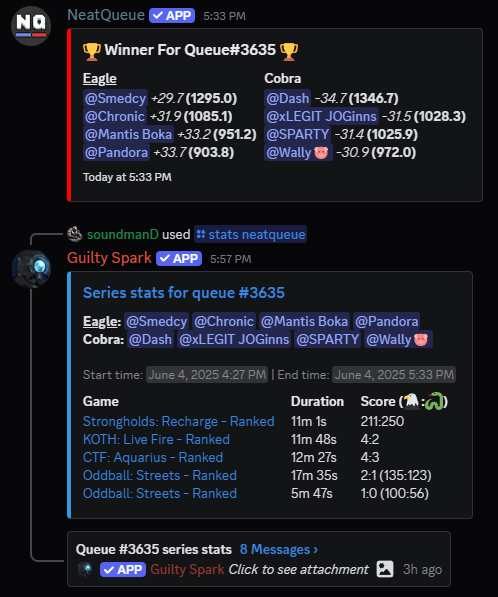 NQ
NeatQueue ✓ APP 5:33 PM
🏆 Winner For Queue#3635 🏆
Eagle Cobra
@Smedcy +29.7 (1295.0) @Dash -34.7 (1346.7)
@Chronic +31.9 (1085.1) @xLEGIT JOGinns -31.5 (1028.3)
@Mantis Boka +33.2 (951.2) @SPARTY -31.4 (1025.9)
@Pandora +33.7 (903.8) @Wally🐷 -30.9 (972.0)
Today at 5:33 PM
soundmanD used stats neatqueue
Guilty Spark ✓ APP 5:57 PM
Series stats for queue #3635
Eagle: @Smedcy @Chronic @Mantis Boka @Pandora
Cobra: @Dash @xLEGIT JOGinns @SPARTY @Wally🐷
Start time: June 4, 2025 4:27 PM | End time: June 4, 2025 5:33 PM
Game Duration Score (🦅:🐍)
Strongholds: Recharge - Ranked 11m 1s 211:250
KOTH: Live Fire - Ranked 11m 48s 4:2
CTF: Aquarius - Ranked 12m 27s 4:3
Oddball: Streets - Ranked 17m 35s 2:1 (135:123)
Oddball: Streets - Ranked 5m 47s 1:0 (100:56)
Queue #3635 series stats 8 Messages ›
✓ APP Guilty Spark Click to see attachment 3h ago